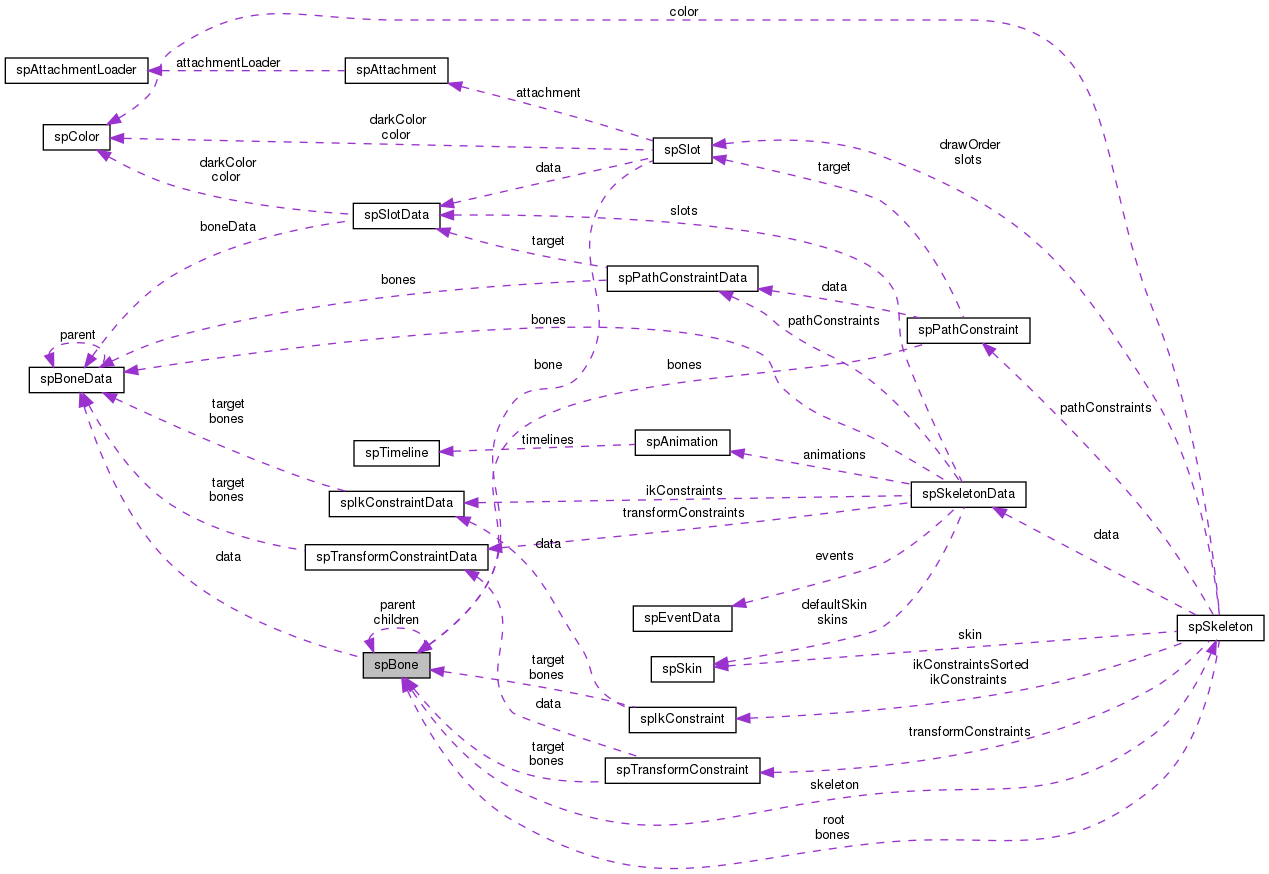 color
spAttachmentLoader
attachmentLoader
spAttachment
attachment
spColor
darkColor
color
spSlot
drawOrder
slots
darkColor
color
data
target
spSlotData
slots
boneData
target
spPathConstraintData
bones
data
pathConstraints
spPathConstraint
parent
bones
spBoneData
bone
bones
target
bones
pathConstraints
timelines
spAnimation
spTimeline
animations
target
bones
ikConstraints
spSkeletonData
spIkConstraintData
transformConstraints
data
data
spTransformConstraintData
data
events
parent
children
defaultSkin
skins
spEventData
spSkeleton
skin
spBone
target
bones
spSkin
ikConstraintsSorted
ikConstraints
data
spIkConstraint
transformConstraints
target
bones
spTransformConstraint
skeleton
root
bones